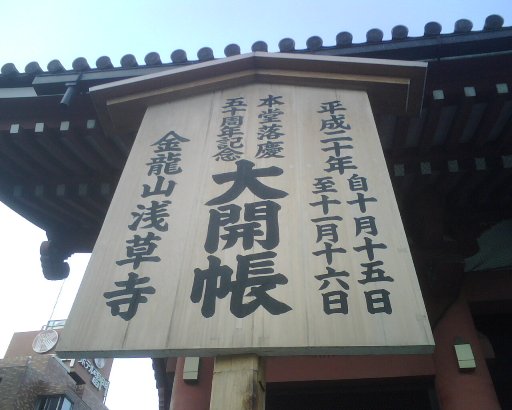 平成二十年
自十月十五日
至十一月十六日
本堂落慶
五十周年記念
大開帳
金龍山浅草寺